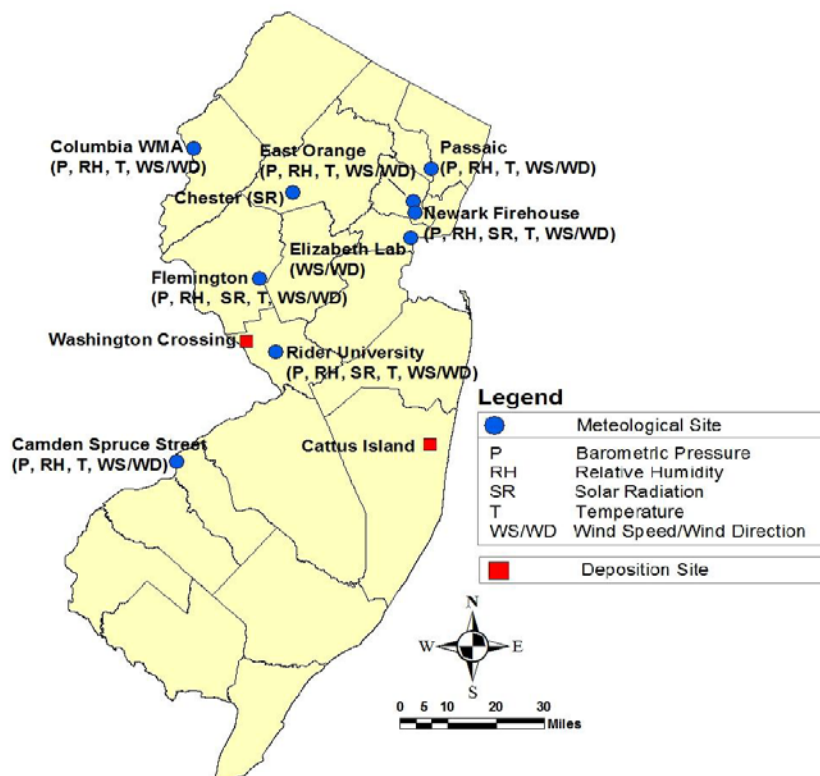 Columbia WMA
(P, RH, T, WS/WD)
East Orange
(P, RH, T, WS/WD)
Passaic
(P, RH, T, WS/WD)
Chester (SR)
Newark Firehouse
(P, RH, SR, T, WS/WD)
Elizabeth Lab
(WS/WD)
Flemington
(P, RH, SR, T, WS/WD)
Washington Crossing
Rider University
(P, RH, SR, T, WS/WD)
Camden Spruce Street
(P, RH, T, WS/WD)
Cattus Island
Legend
Meteological Site
P Barometric Pressure
RH Relative Humidity
SR Solar Radiation
T Temperature
WS/WD Wind Speed/Wind Direction
Deposition Site
N
W E
S
0 5 10 20 30
Miles